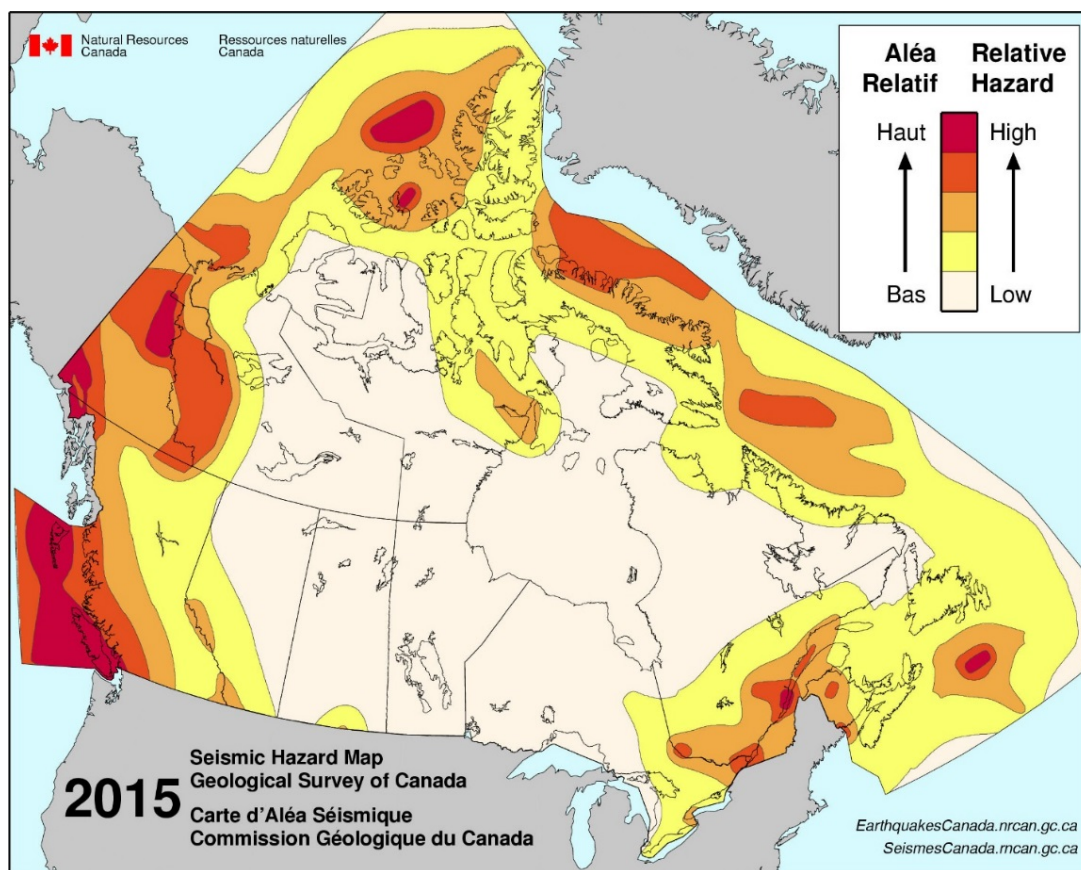 Natural Resources
Canada
Ressources naturelles
Canada
Aléa
Relatif
Relative
Hazard
Haut
High
Bas
Low
2015
Seismic Hazard Map
Geological Survey of Canada
Carte d'Aléa Séismique
Commission Géologique du Canada
EarthquakesCanada.nrcan.gc.ca
SeismesCanada.rncan.gc.ca